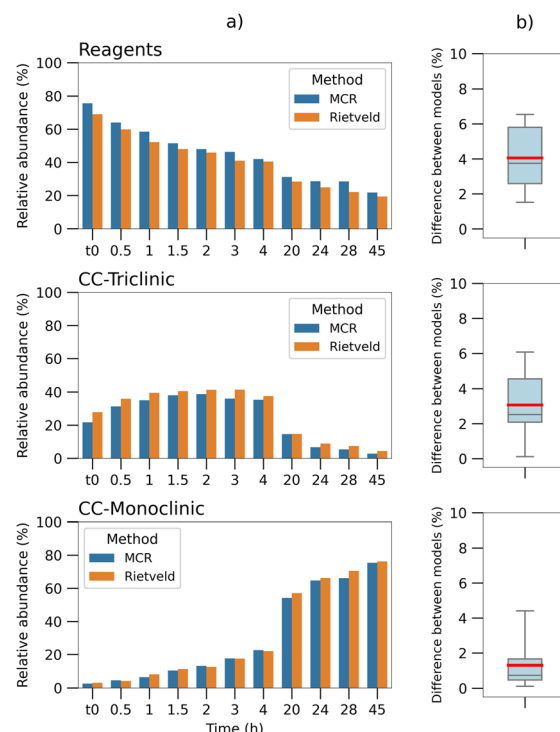 a)
b)
Reagents
Relative abundance (%)
100
80
60
40
20
0
Method
MCR
Rietveld
t0 0.5 1 1.5 2 3 4 20 24 28 45
Difference between models (%)
10
8
6
4
2
0
CC-Triclinic
Relative abundance (%)
100
80
60
40
20
0
Method
MCR
Rietveld
t0 0.5 1 1.5 2 3 4 20 24 28 45
Difference between models (%)
10
8
6
4
2
0
CC-Monoclinic
Relative abundance (%)
100
80
60
40
20
0
Method
MCR
Rietveld
t0 0.5 1 1.5 2 3 4 20 24 28 45
Time (h)
Difference between models (%)
10
8
6
4
2
0